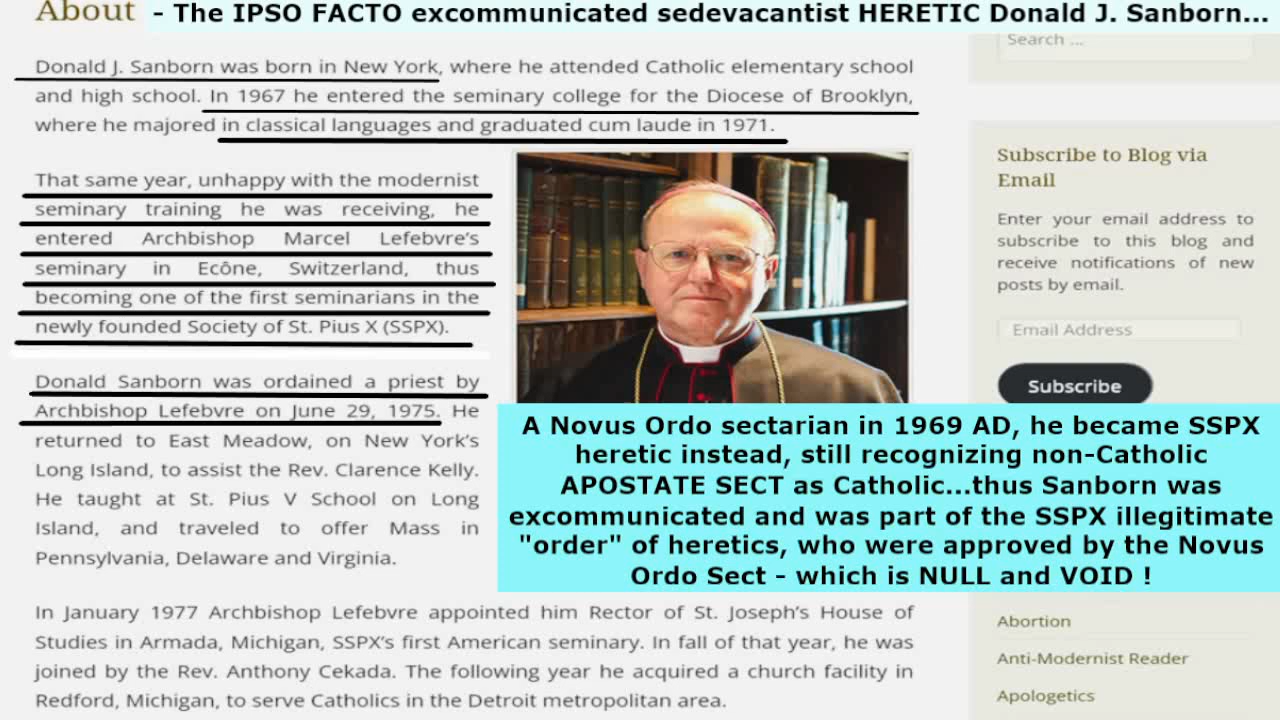 About - The IPSO FACTO excommunicated sedevacantist HERETIC Donald J. Sanborn...
Donald J. Sanborn was born in New York, where he attended Catholic elementary school
and high school. In 1967 he entered the seminary college for the Diocese of Brooklyn,
where he majored in classical languages and graduated cum laude in 1971.
That same year, unhappy with the modernist
seminary training he was receiving, he
entered Archbishop Marcel Lefebvre's
seminary in Ecône, Switzerland, thus
becoming one of the first seminarians in the
newly founded Society of St. Pius X (SSPX).
Donald Sanborn was ordained a priest by
Archbishop Lefebvre on June 29, 1975. He
returned to East Meadow, on New York's
Long Island, to assist the Rev. Clarence Kelly.
He taught at St. Pius V School on Long
Island, and traveled to offer Mass in
Pennsylvania, Delaware and Virginia.
A Novus Ordo sectarian in 1969 AD, he became SSPX
heretic instead, still recognizing non-Catholic
APOSTATE SECT as Catholic...thus Sanborn was
excommunicated and was part of the SSPX illegitimate
"order" of heretics, who were approved by the Novus
Ordo Sect - which is NULL and VOID !
In January 1977 Archbishop Lefebvre appointed him Rector of St. Joseph's House of
Studies in Armada, Michigan, SSPX's first American seminary. In fall of that year, he was
joined by the Rev. Anthony Cekada. The following year he acquired a church facility in
Redford, Michigan, to serve Catholics in the Detroit metropolitan area.
Search ...
Subscribe to Blog via
Email
Enter your email address to
subscribe to this blog and
receive notifications of new
posts by email.
Email Address
Subscribe
Abortion
Anti-Modernist Reader
Apologetics